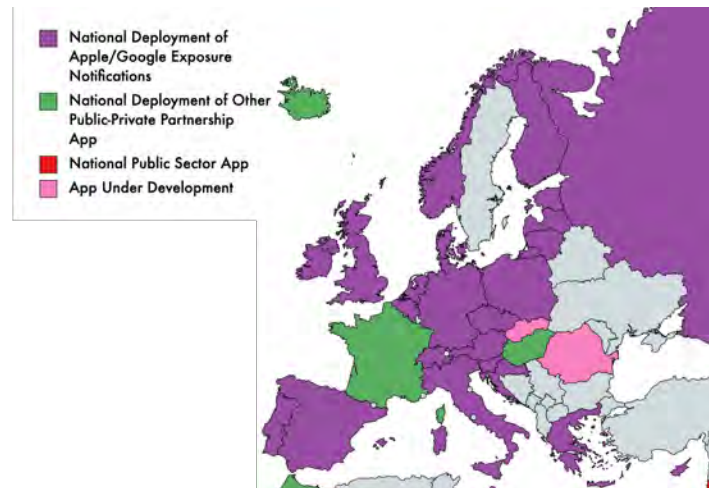 National Deployment of
Apple/Google Exposure
Notifications
National Deployment of Other
Public-Private Partnership
App
National Public Sector App
App Under Development